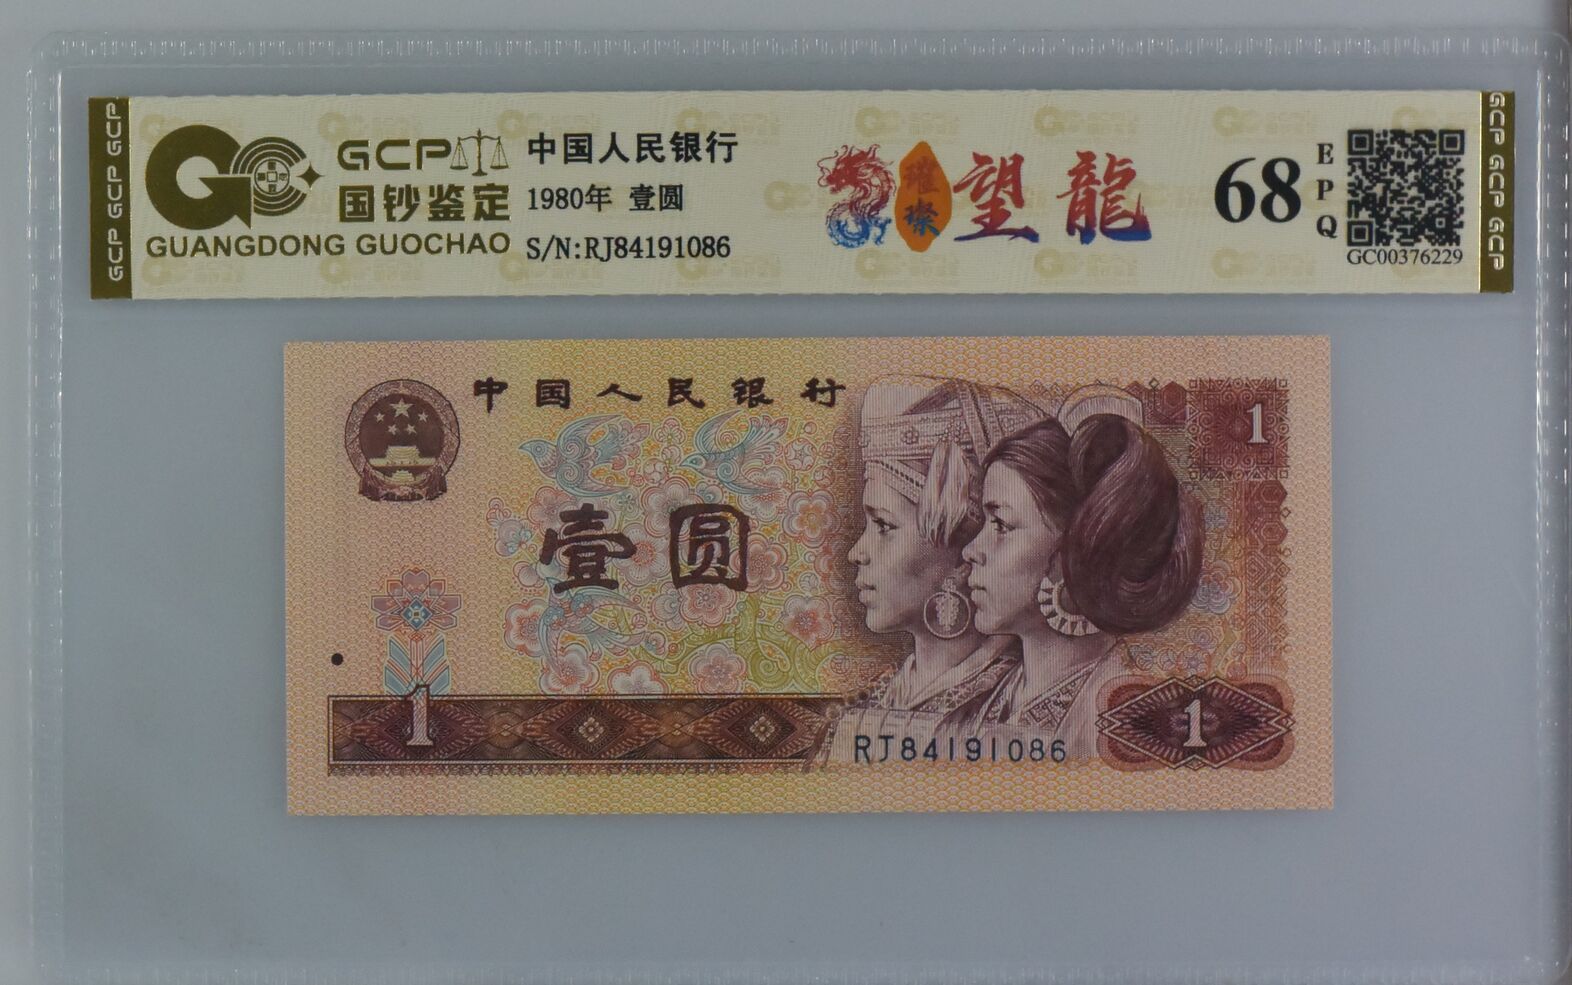 GCP GCP GCP
GCP
国钞鉴定
GUANGDONG GUOCHAO
中国人民银行
1980年 壹圆
S/N:RJ84191086
璀璨
望龍
68
EPQ
GC00376229
GCP GCP GCP
中国人民银行
1
壹圆
1
RJ84191086
1